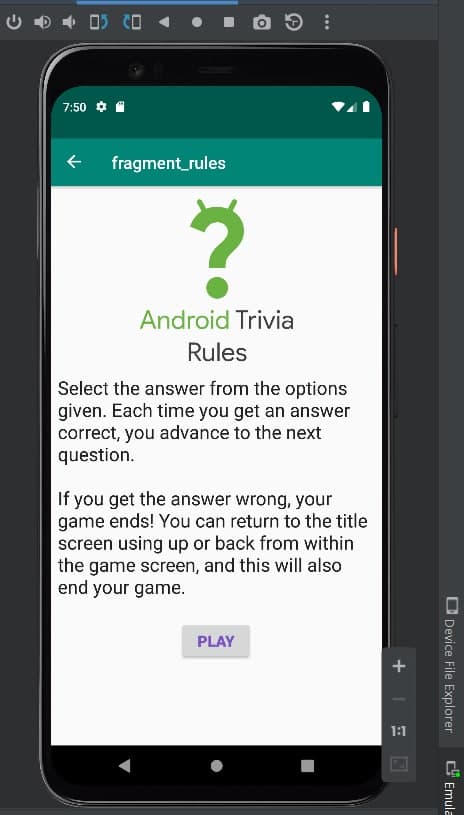 7:50
fragment_rules
Android Trivia
Rules
Select the answer from the options
given. Each time you get an answer
correct, you advance to the next
question.
If you get the answer wrong, your
game ends! You can return to the title
screen using up or back from within
the game screen, and this will also
end your game.
PLAY
1:1
Device File Explorer
Emula